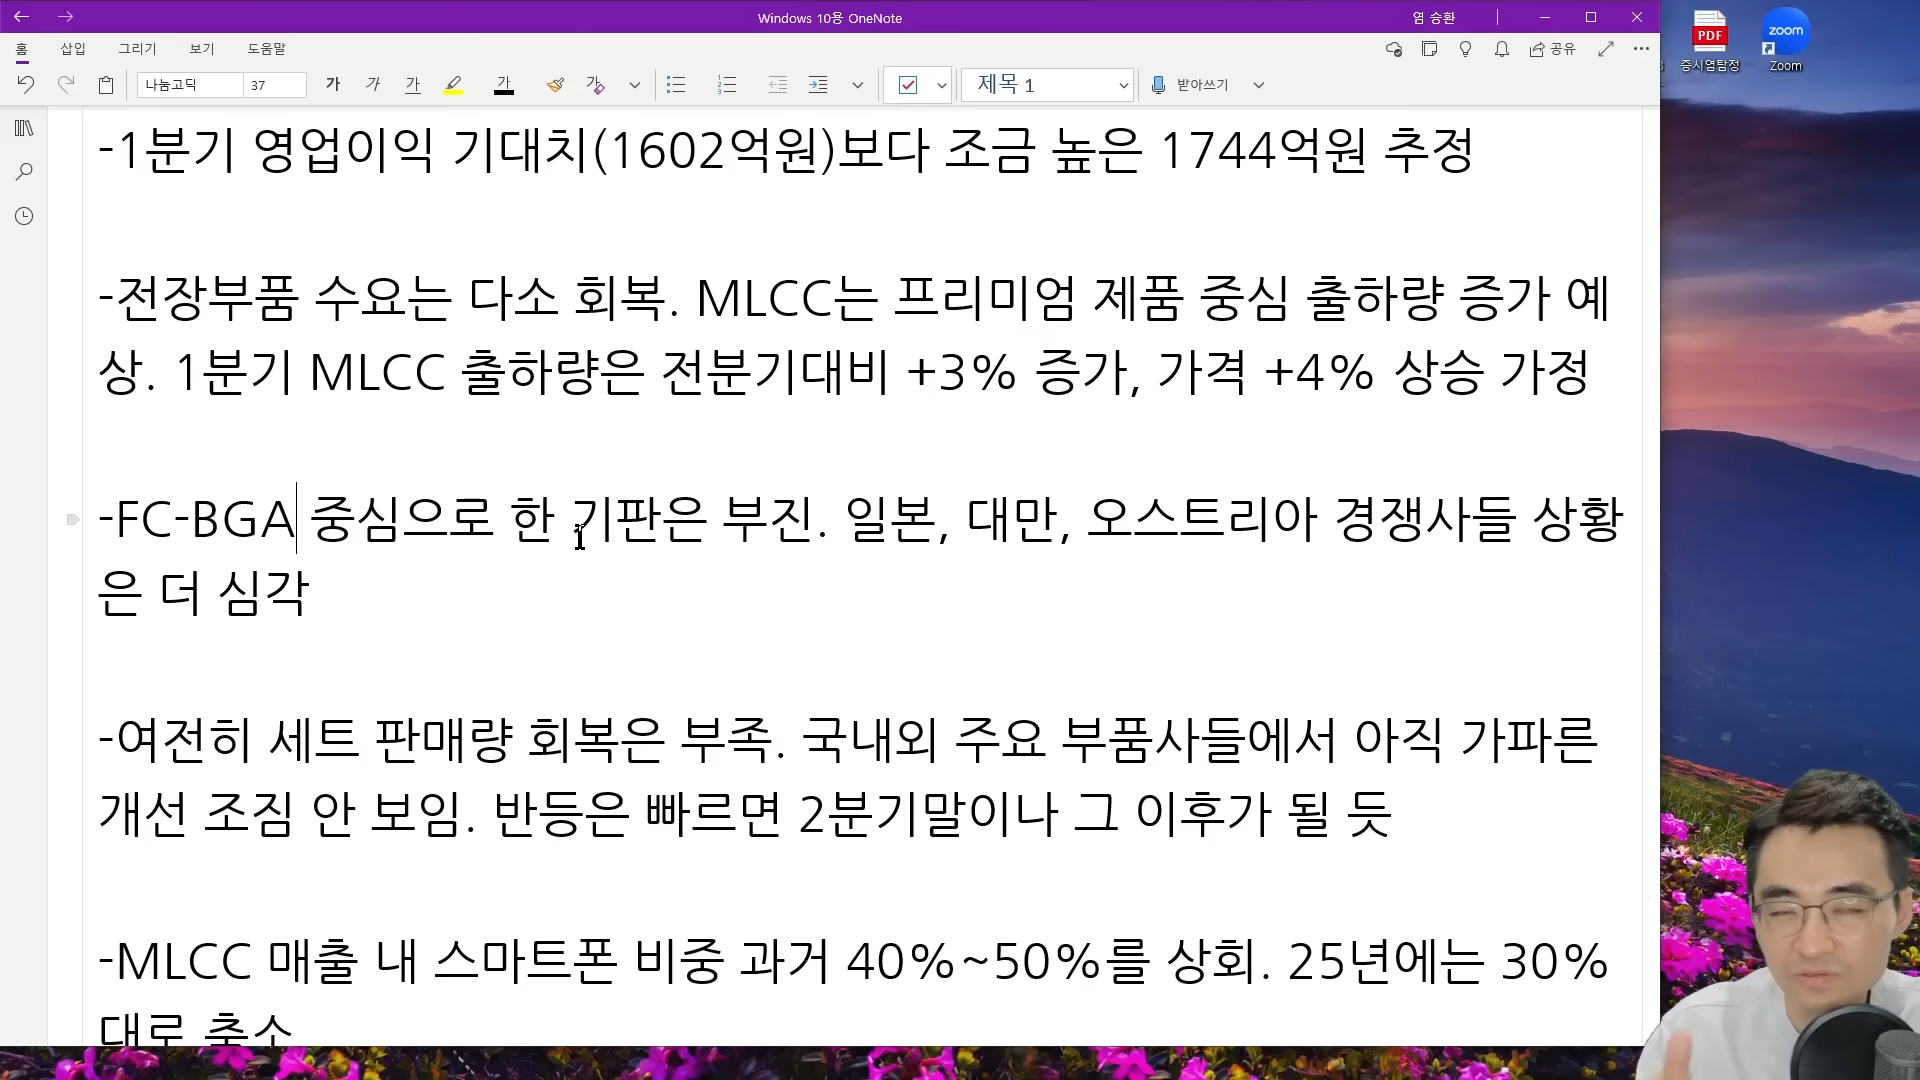 Windows 10용 OneNote
염 승환
홈 삽입 그리기 보기 도움말
공유
나눔고딕 37 가 가 가 가 제목 1 받아쓰기
-1분기 영업이익 기대치(1602억원)보다 조금 높은 1744억원 추정
-전장부품 수요는 다소 회복. MLCC는 프리미엄 제품 중심 출하량 증가 예
상. 1분기 MLCC 출하량은 전분기대비 +3% 증가, 가격 +4% 상승 가정
-FC-BGA 중심으로 한 기판은 부진. 일본, 대만, 오스트리아 경쟁사들 상황
은 더 심각
-여전히 세트 판매량 회복은 부족. 국내외 주요 부품사들에서 아직 가파른
개선 조짐 안 보임. 반등은 빠르면 2분기말이나 그 이후가 될 듯
-MLCC 매출 내 스마트폰 비중 과거 40%~50%를 상회. 25년에는 30%
대로 축소
PDF
증시염탐정
zoom
Zoom